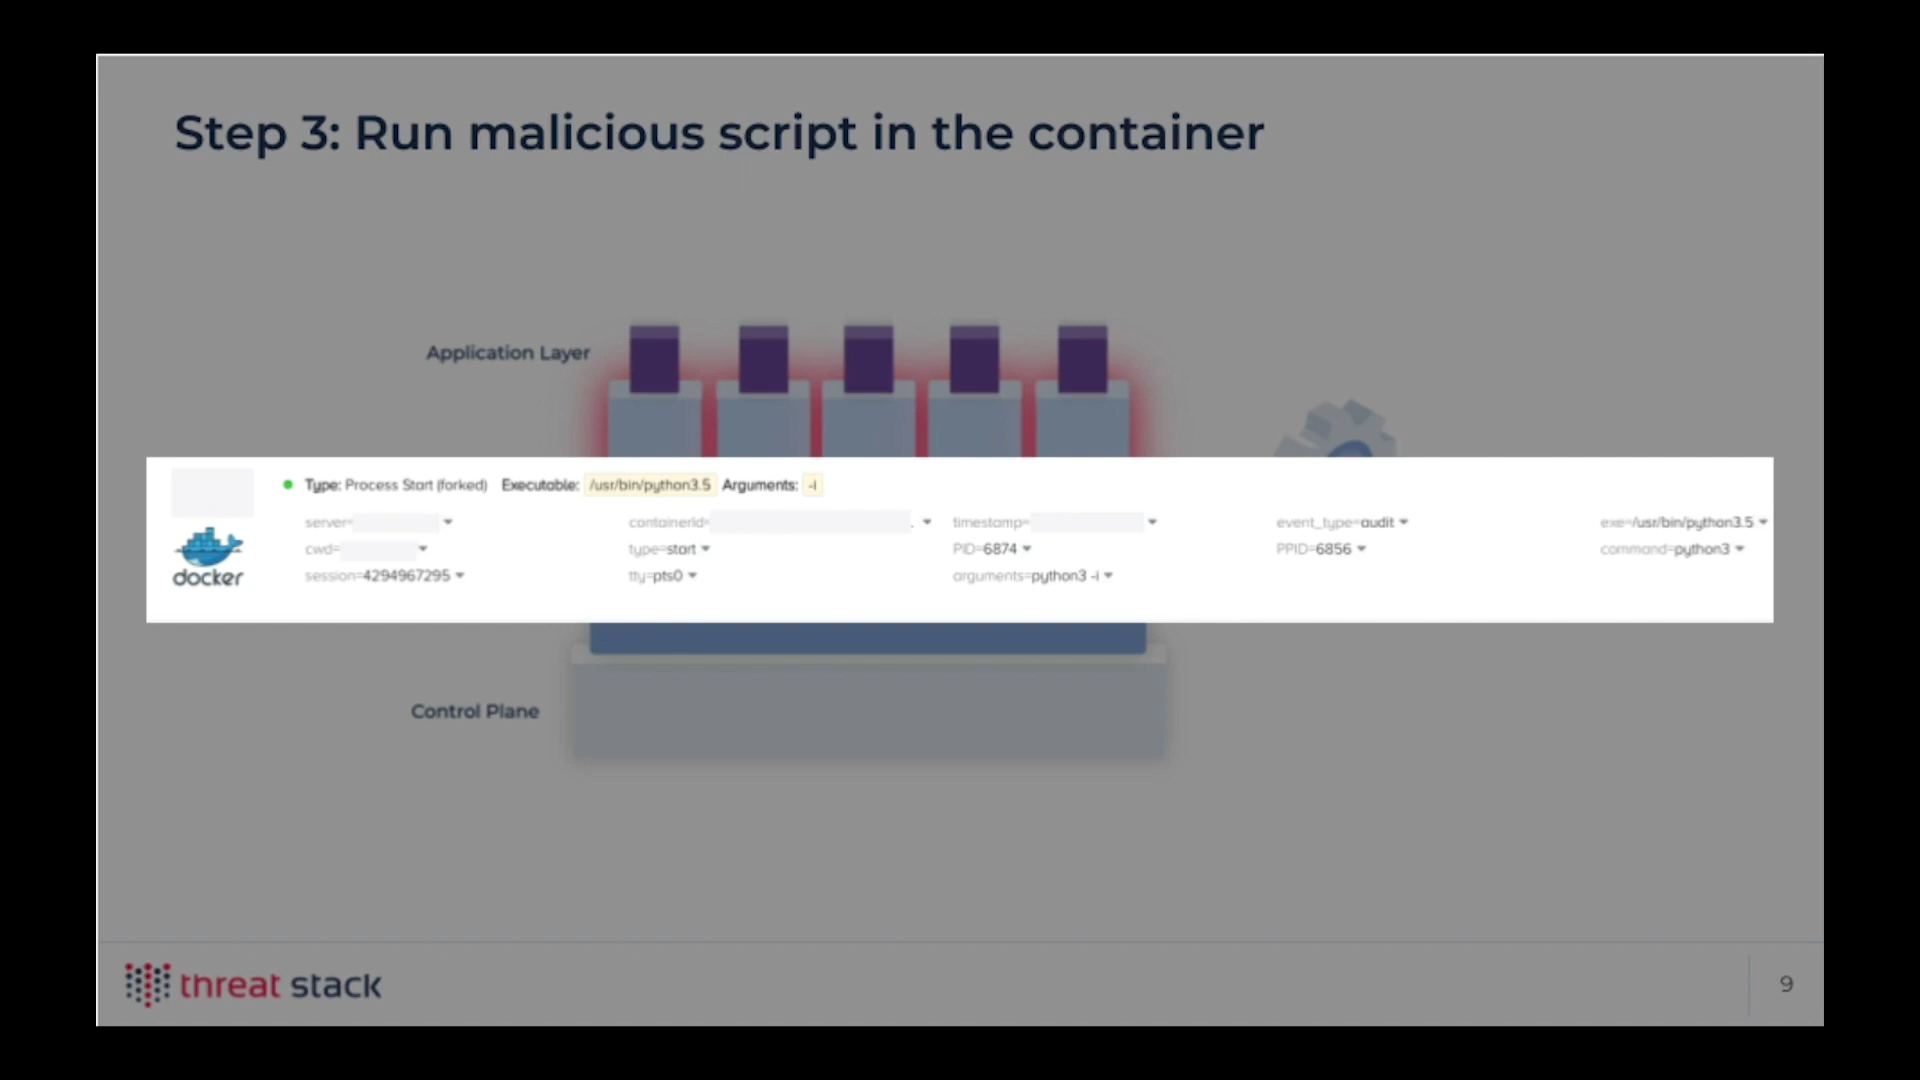 Step 3: Run malicious script in the container
Application Layer
Type: Process Start (forked) Executable: /usr/bin/python3.5 Arguments: -i
server= containerId= . timestamp= event_type=audit exe=/usr/bin/python3.5
cwd= type=start PID=6874 PPID=6856 command=python3
session=4294967295 tty=pts0 arguments=python3 -i
docker
Control Plane
threat stack
9